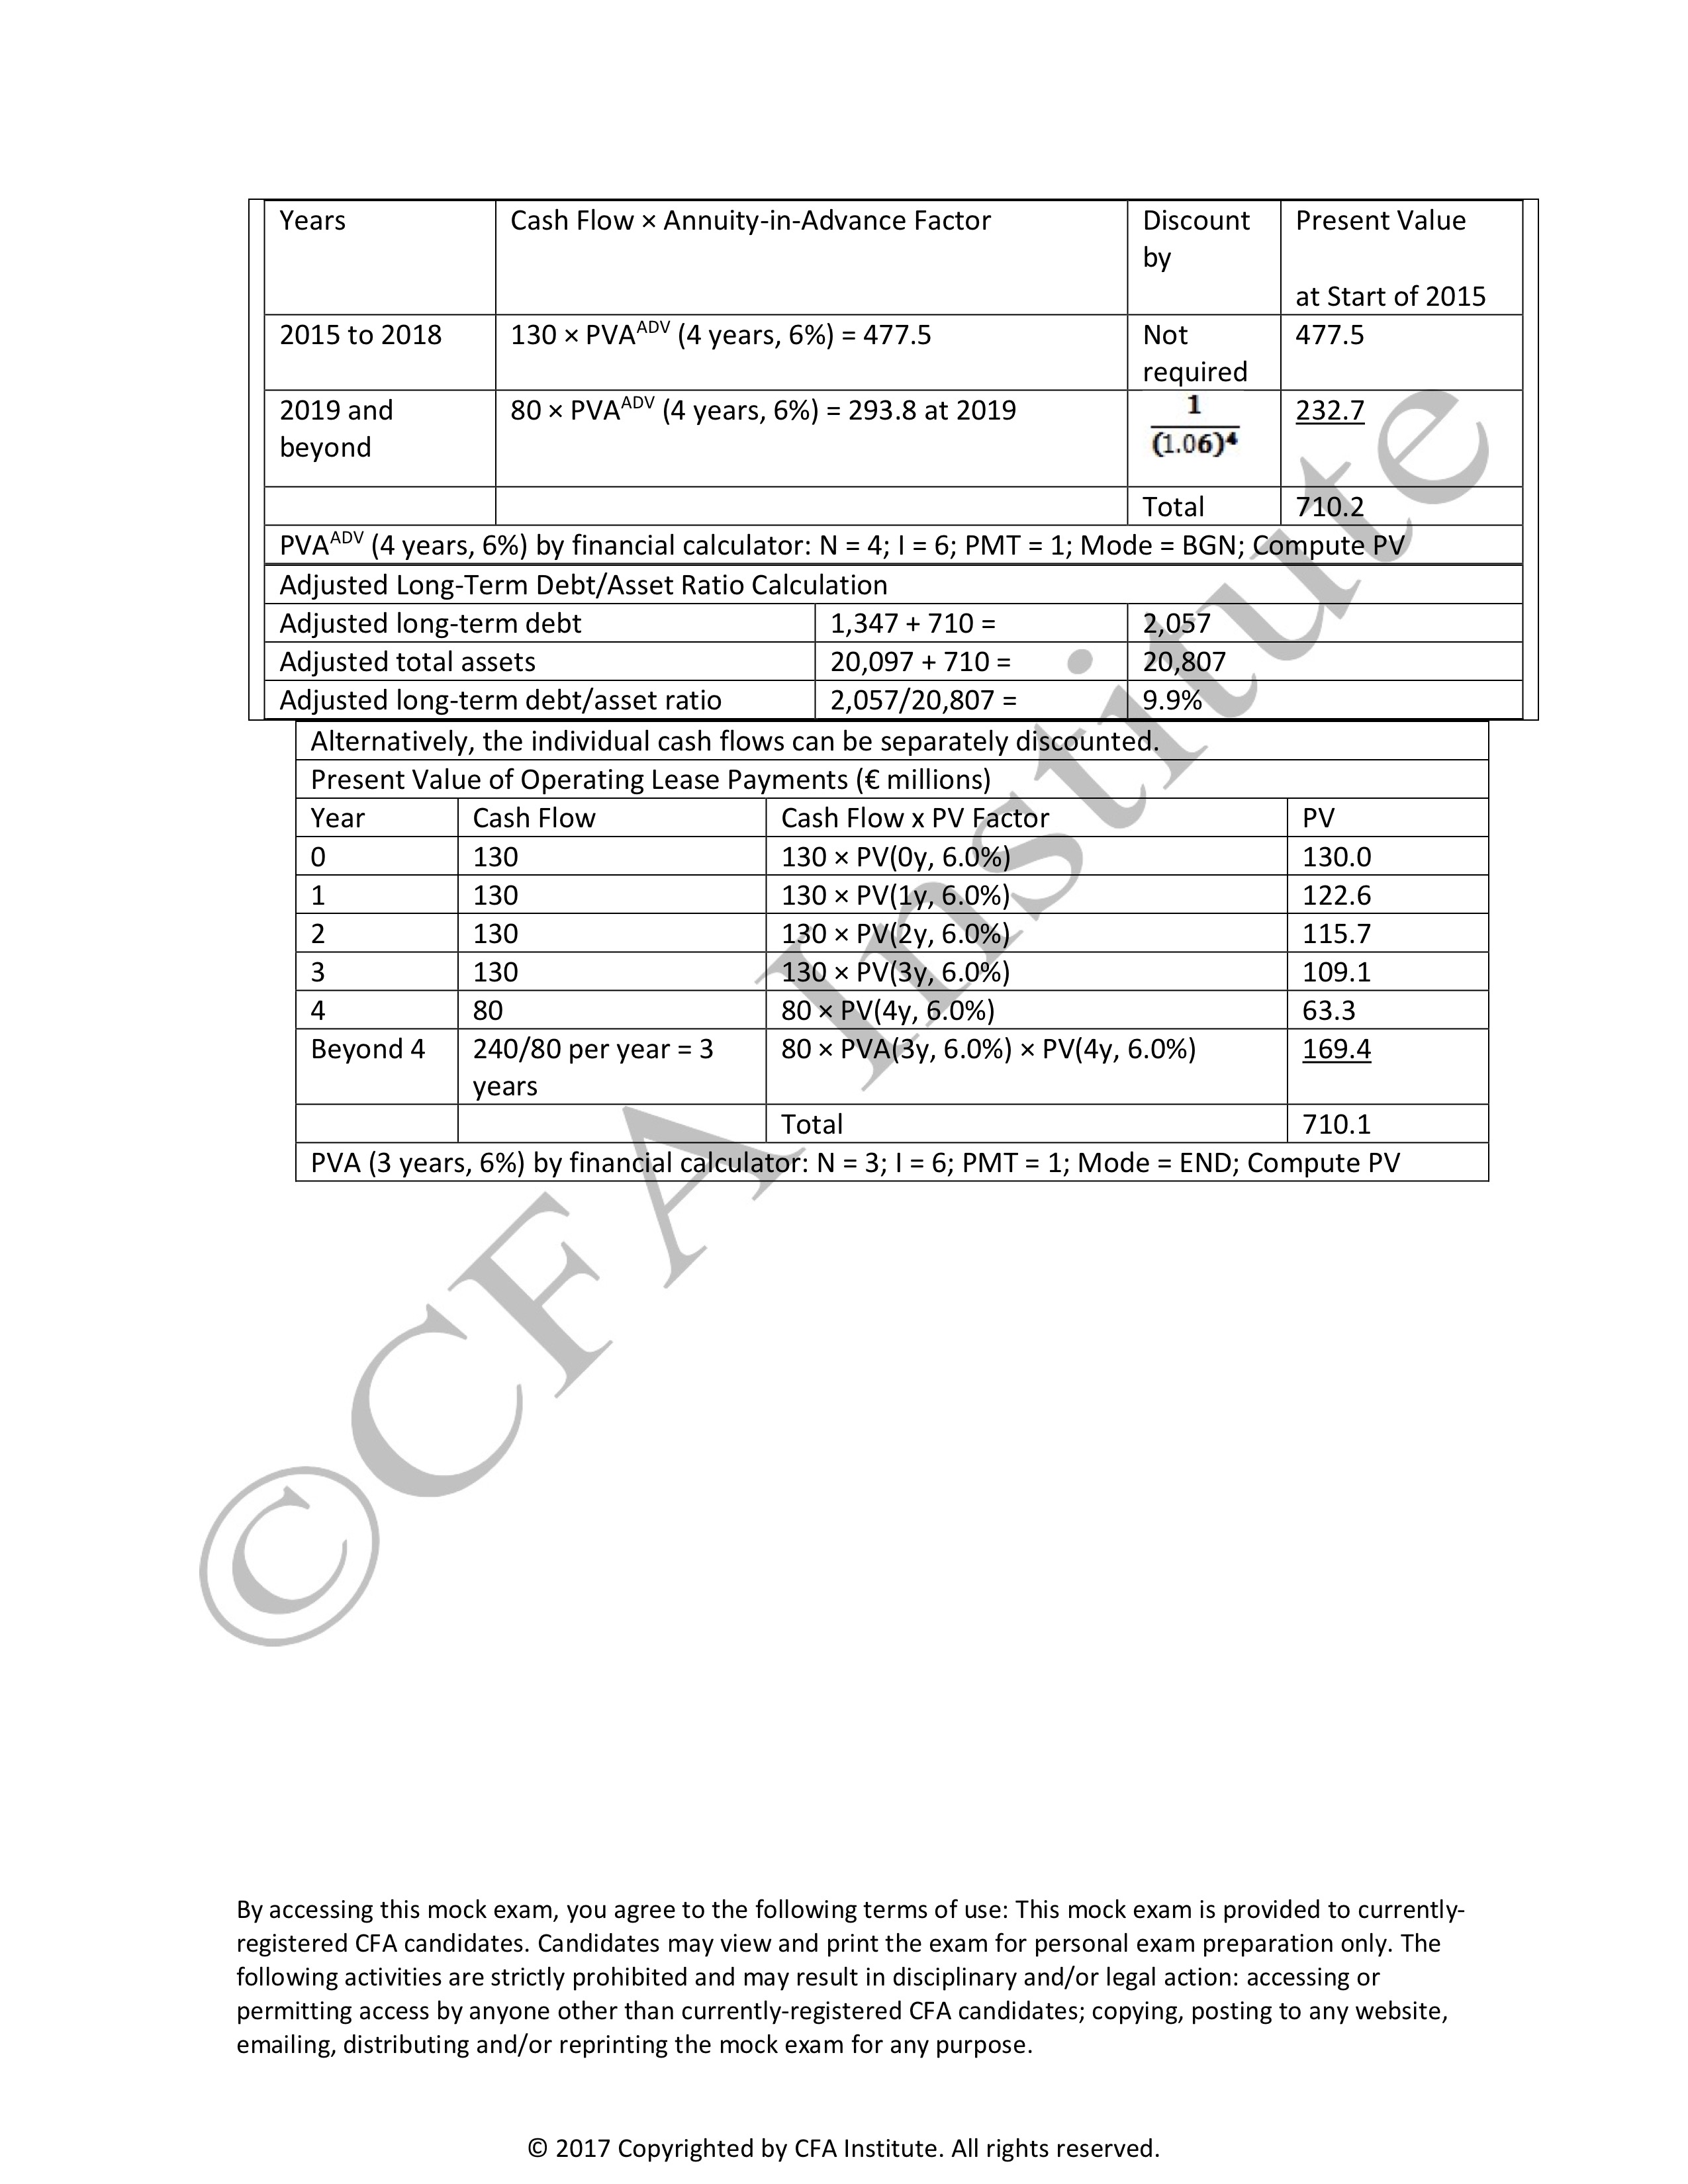 Years Cash Flow × Annuity-in-Advance Factor Discount Present Value
by
at Start of 2015
2015 to 2018 130 × PVAᴬᴰⱽ (4 years, 6%) = 477.5 Not 477.5
required
2019 and 80 × PVAᴬᴰⱽ (4 years, 6%) = 293.8 at 2019 1 232.7
beyond (1.06)⁴
Total 710.2
PVAᴬᴰⱽ (4 years, 6%) by financial calculator: N = 4; I = 6; PMT = 1; Mode = BGN; Compute PV
Adjusted Long-Term Debt/Asset Ratio Calculation
Adjusted long-term debt 1,347 + 710 = 2,057
Adjusted total assets 20,097 + 710 = 20,807
Adjusted long-term debt/asset ratio 2,057/20,807 = 9.9%
Alternatively, the individual cash flows can be separately discounted.
Present Value of Operating Lease Payments (€ millions)
Year Cash Flow Cash Flow x PV Factor PV
0 130 130 × PV(0y, 6.0%) 130.0
1 130 130 × PV(1y, 6.0%) 122.6
2 130 130 × PV(2y, 6.0%) 115.7
3 130 130 × PV(3y, 6.0%) 109.1
4 80 80 × PV(4y, 6.0%) 63.3
Beyond 4 240/80 per year = 3 80 × PVA(3y, 6.0%) × PV(4y, 6.0%) 169.4
years
Total 710.1
PVA (3 years, 6%) by financial calculator: N = 3; I = 6; PMT = 1; Mode = END; Compute PV
©CFA Institute
By accessing this mock exam, you agree to the following terms of use: This mock exam is provided to currently-
registered CFA candidates. Candidates may view and print the exam for personal exam preparation only. The
following activities are strictly prohibited and may result in disciplinary and/or legal action: accessing or
permitting access by anyone other than currently-registered CFA candidates; copying, posting to any website,
emailing, distributing and/or reprinting the mock exam for any purpose.
© 2017 Copyrighted by CFA Institute. All rights reserved.